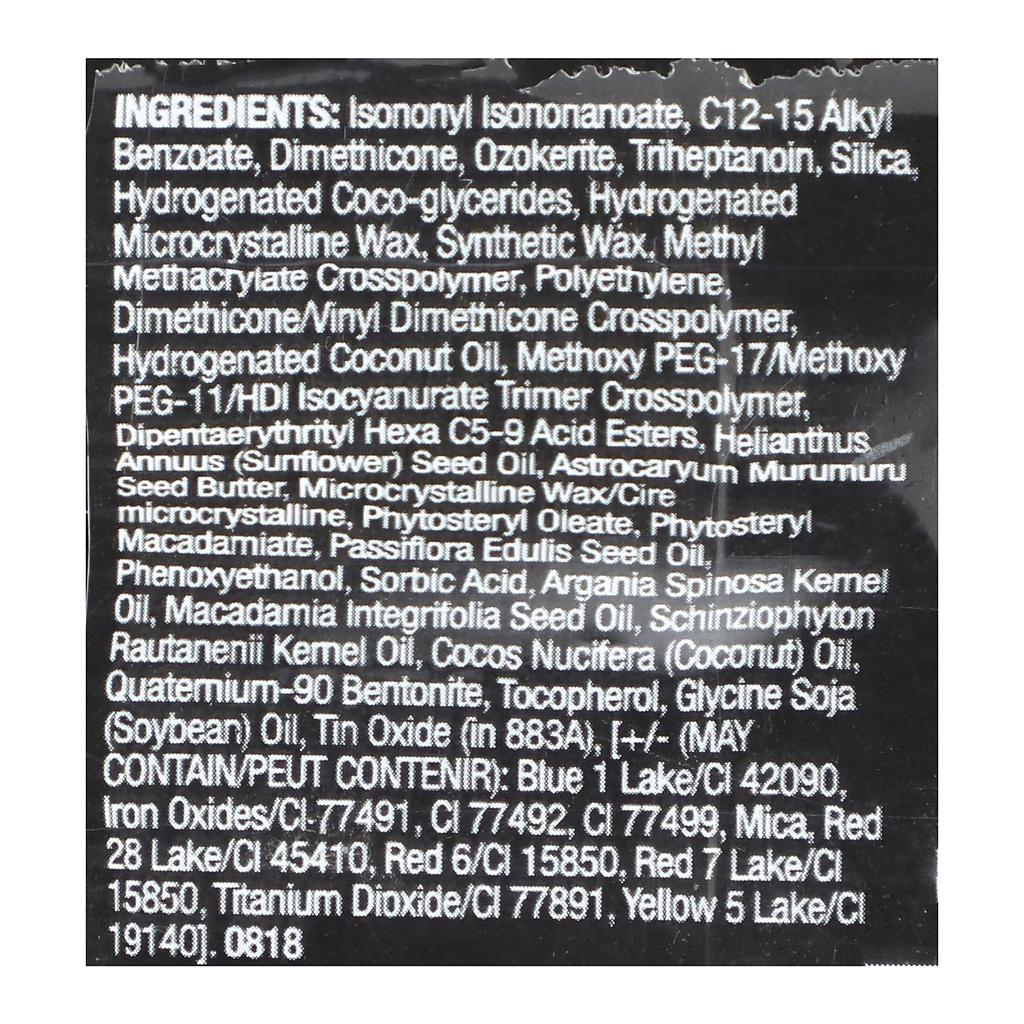 INGREDIENTS: Isononyl Isononanoate, C12-15 Alkyl
Benzoate, Dimethicone, Ozokerite, Triheptanoin, Silica,
Hydrogenated Coco-glycerides, Hydrogenated
Microcrystalline Wax, Synthetic Wax, Methyl
Methacrylate Crosspolymer, Polyethylene,
Dimethicone/Vinyl Dimethicone Crosspolymer,
Hydrogenated Coconut Oil, Methoxy PEG-17/Methoxy
PEG-11/HDI Isocyanurate Trimer Crosspolymer,
Dipentaerythrityl Hexa C5-9 Acid Esters, Helianthus
Annuus (Sunflower) Seed Oil, Astrocaryum Murumuru
Seed Butter, Microcrystalline Wax/Cire
microcrystalline, Phytosteryl Oleate, Phytosteryl
Macadamiate, Passiflora Edulis Seed Oil,
Phenoxyethanol, Sorbic Acid, Argania Spinosa Kernel
Oil, Macadamia Integrifolia Seed Oil, Schinziophyton
Rautanenii Kernel Oil, Cocos Nucifera (Coconut) Oil,
Quaternium-90 Bentonite, Tocopherol, Glycine Soja
(Soybean) Oil, Tin Oxide (in 883A), [+/- (MAY
CONTAIN/PEUT CONTENIR): Blue 1 Lake/CI 42090,
Iron Oxides/CI 77491, CI 77492, CI 77499, Mica, Red
28 Lake/CI 45410, Red 6/CI 15850, Red 7 Lake/CI
15850, Titanium Dioxide/CI 77891, Yellow 5 Lake/CI
19140]. 0818